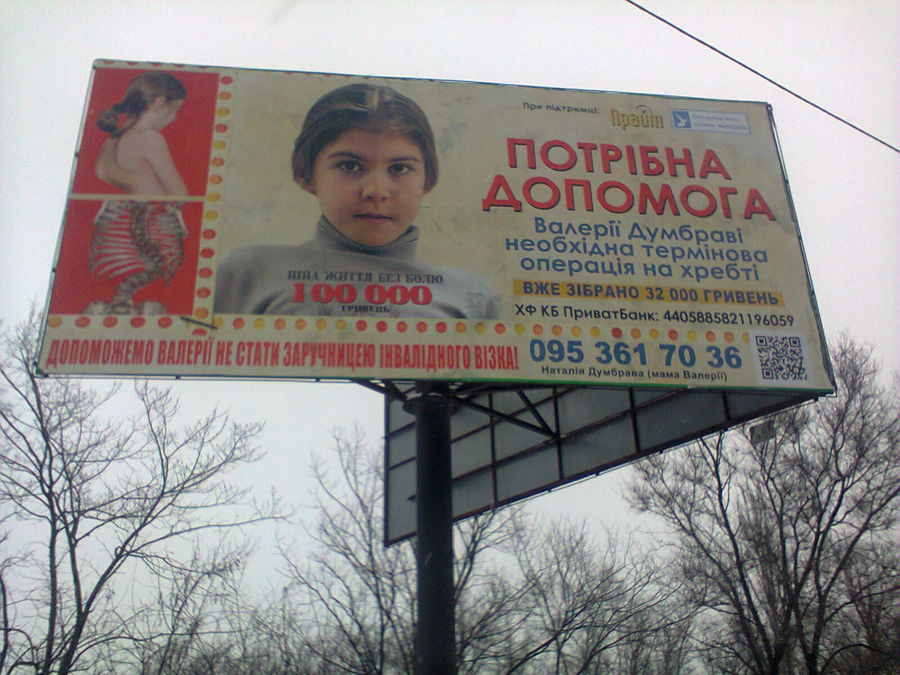 При підтримці: Прайт
ПОТРІБНА
ДОПОМОГА
Валерії Думбраві
необхідна термінова
операція на хребті
ВЖЕ ЗІБРАНО 32 000 ГРИВЕНЬ
ХФ КБ ПриватБанк: 4405885821196059
095 361 70 36
Наталія Думбрава (мама Валерії)
ЦІНА ЖИТТЯ БЕЗ БОЛЮ
100 000
ГРИВЕНЬ
ДОПОМОЖЕМО ВАЛЕРІЇ НЕ СТАТИ ЗАРУЧНИЦЕЮ ІНВАЛІДНОГО ВІЗКА!